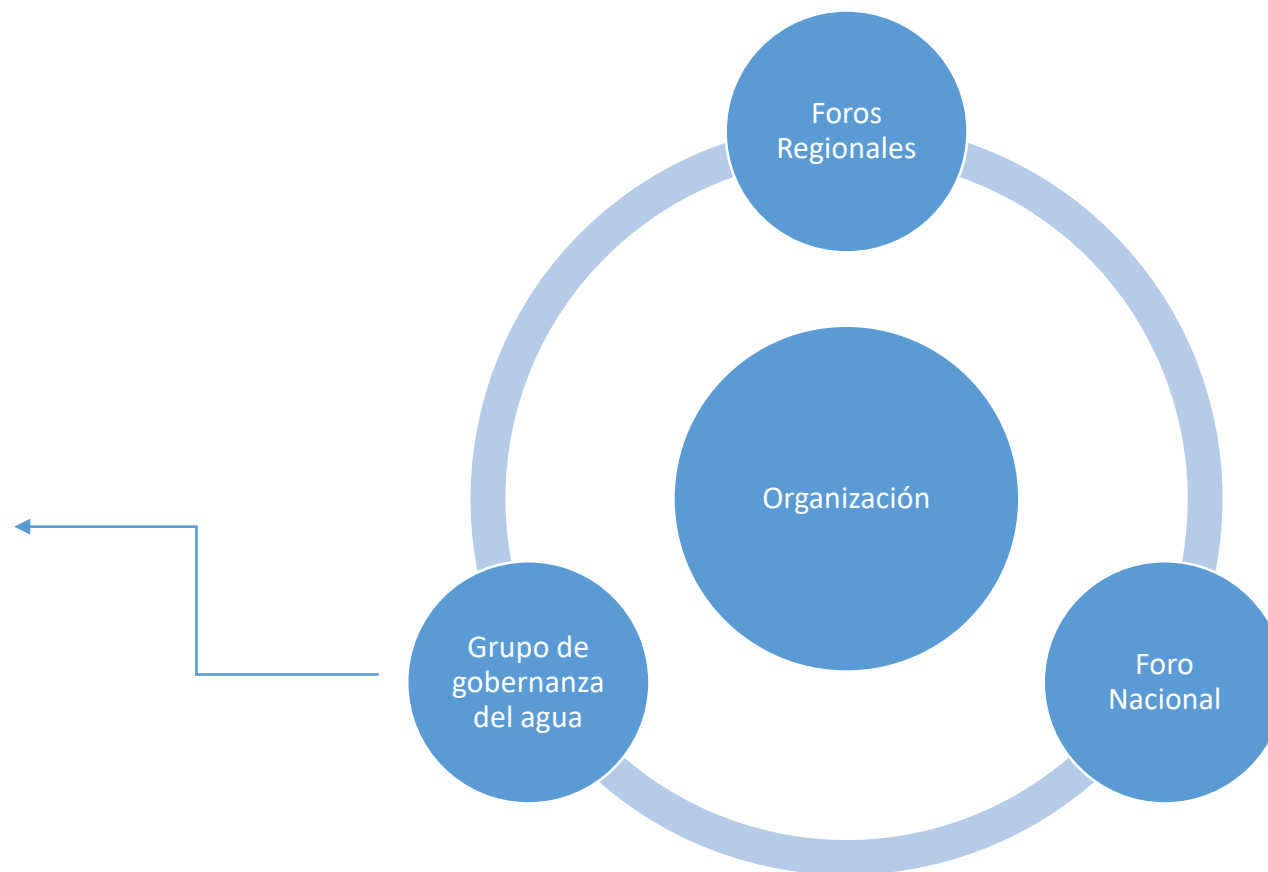 Foros
Regionales
Organización
Grupo de
gobernanza
del agua
Foro
Nacional